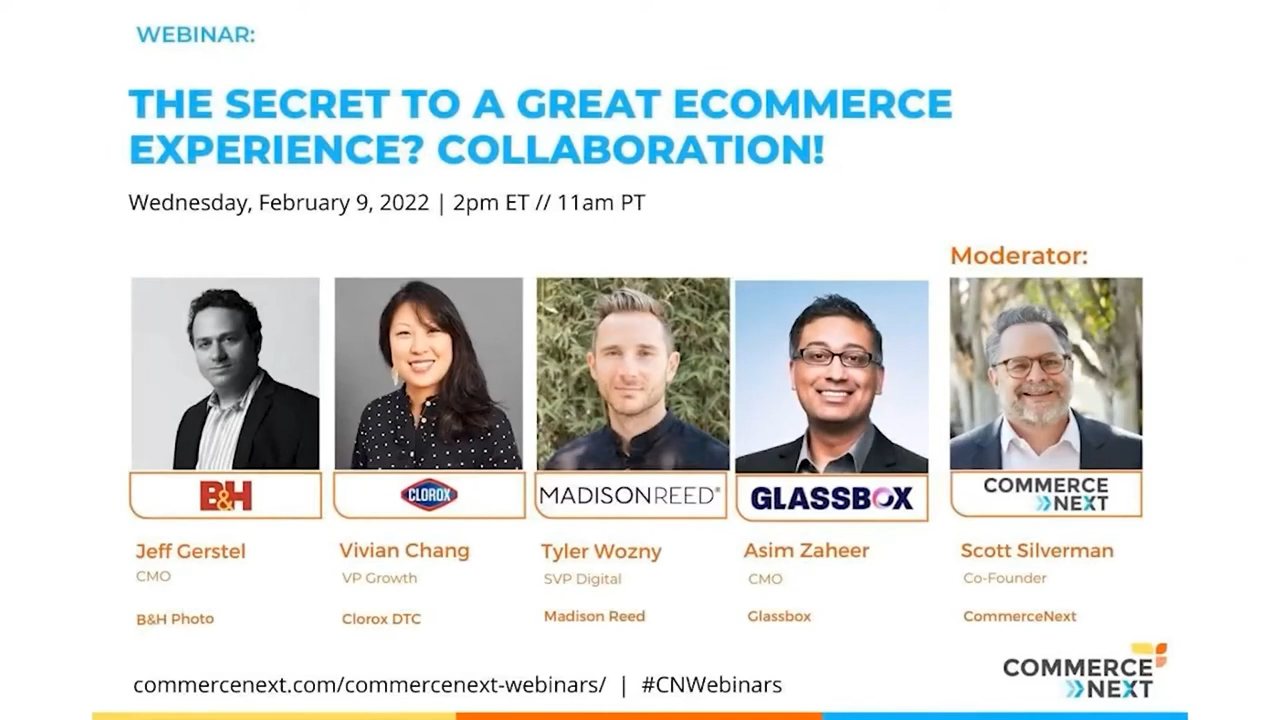 WEBINAR:
THE SECRET TO A GREAT ECOMMERCE
EXPERIENCE? COLLABORATION!
Wednesday, February 9, 2022 | 2pm ET // 11am PT
Moderator:
B&H
CLOROX
MADISONREED®
GLASSBOX
COMMERCE
NEXT
Jeff Gerstel
CMO
B&H Photo
Vivian Chang
VP Growth
Clorox DTC
Tyler Wozny
SVP Digital
Madison Reed
Asim Zaheer
CMO
Glassbox
Scott Silverman
Co-Founder
CommerceNext
commercenext.com/commercenext-webinars/ | #CNWebinars
COMMERCE
NEXT